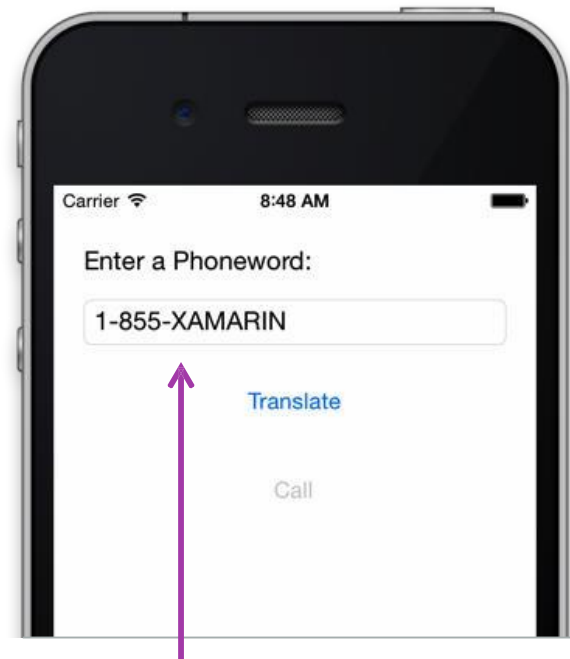 Carrier 8:48 AM
Enter a Phoneword:
1-855-XAMARIN
Translate
Call